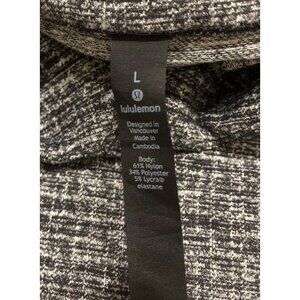 L
lululemon
Designed in
Vancouver
Made in
Cambodia
Body:
61% Nylon
34% Polyester
5% Lycra®
elastane